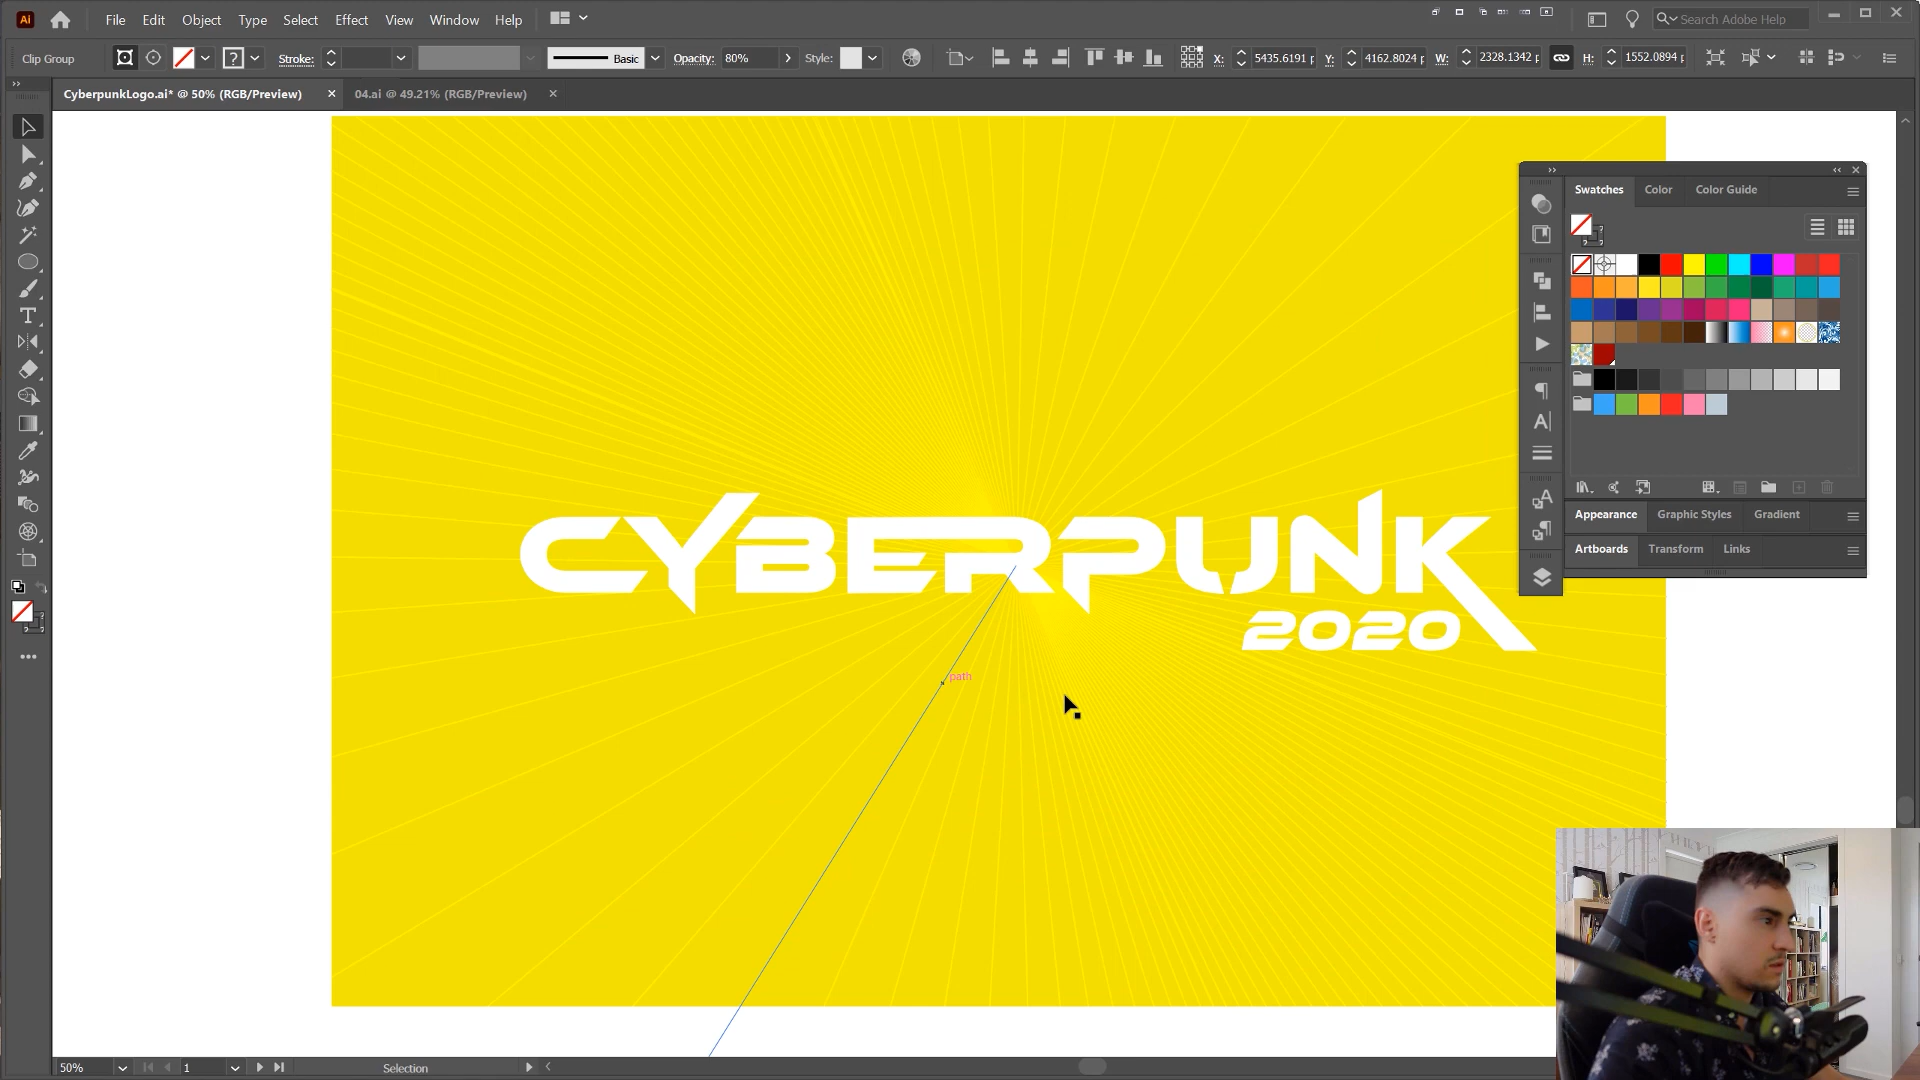 Ai File Edit Object Type Select Effect View Window Help Search Adobe Help
Clip Group Stroke: Basic Opacity: 80% Style: X: 5435.6191 p Y: 4162.8024 p W: 2328.1342 p H: 1552.0894 p
CyberpunkLogo.ai* @ 50% (RGB/Preview) 04.ai @ 49.21% (RGB/Preview)
Swatches Color Color Guide
CYBERPUNK
2020
path
Appearance Graphic Styles Gradient
Artboards Transform Links
50% 1 Selection